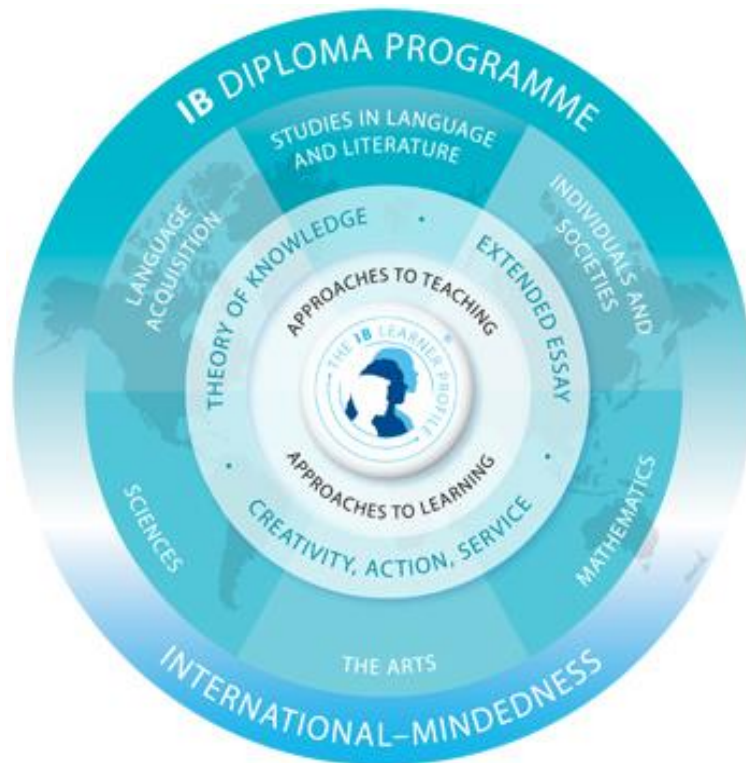 IB DIPLOMA PROGRAMME
STUDIES IN LANGUAGE
AND LITERATURE
LANGUAGE
ACQUISITION
INDIVIDUALS AND
SOCIETIES
THEORY OF KNOWLEDGE
EXTENDED ESSAY
APPROACHES TO TEACHING
THE IB LEARNER PROFILE
®
APPROACHES TO LEARNING
CREATIVITY, ACTION, SERVICE
SCIENCES
MATHEMATICS
THE ARTS
INTERNATIONAL–MINDEDNESS